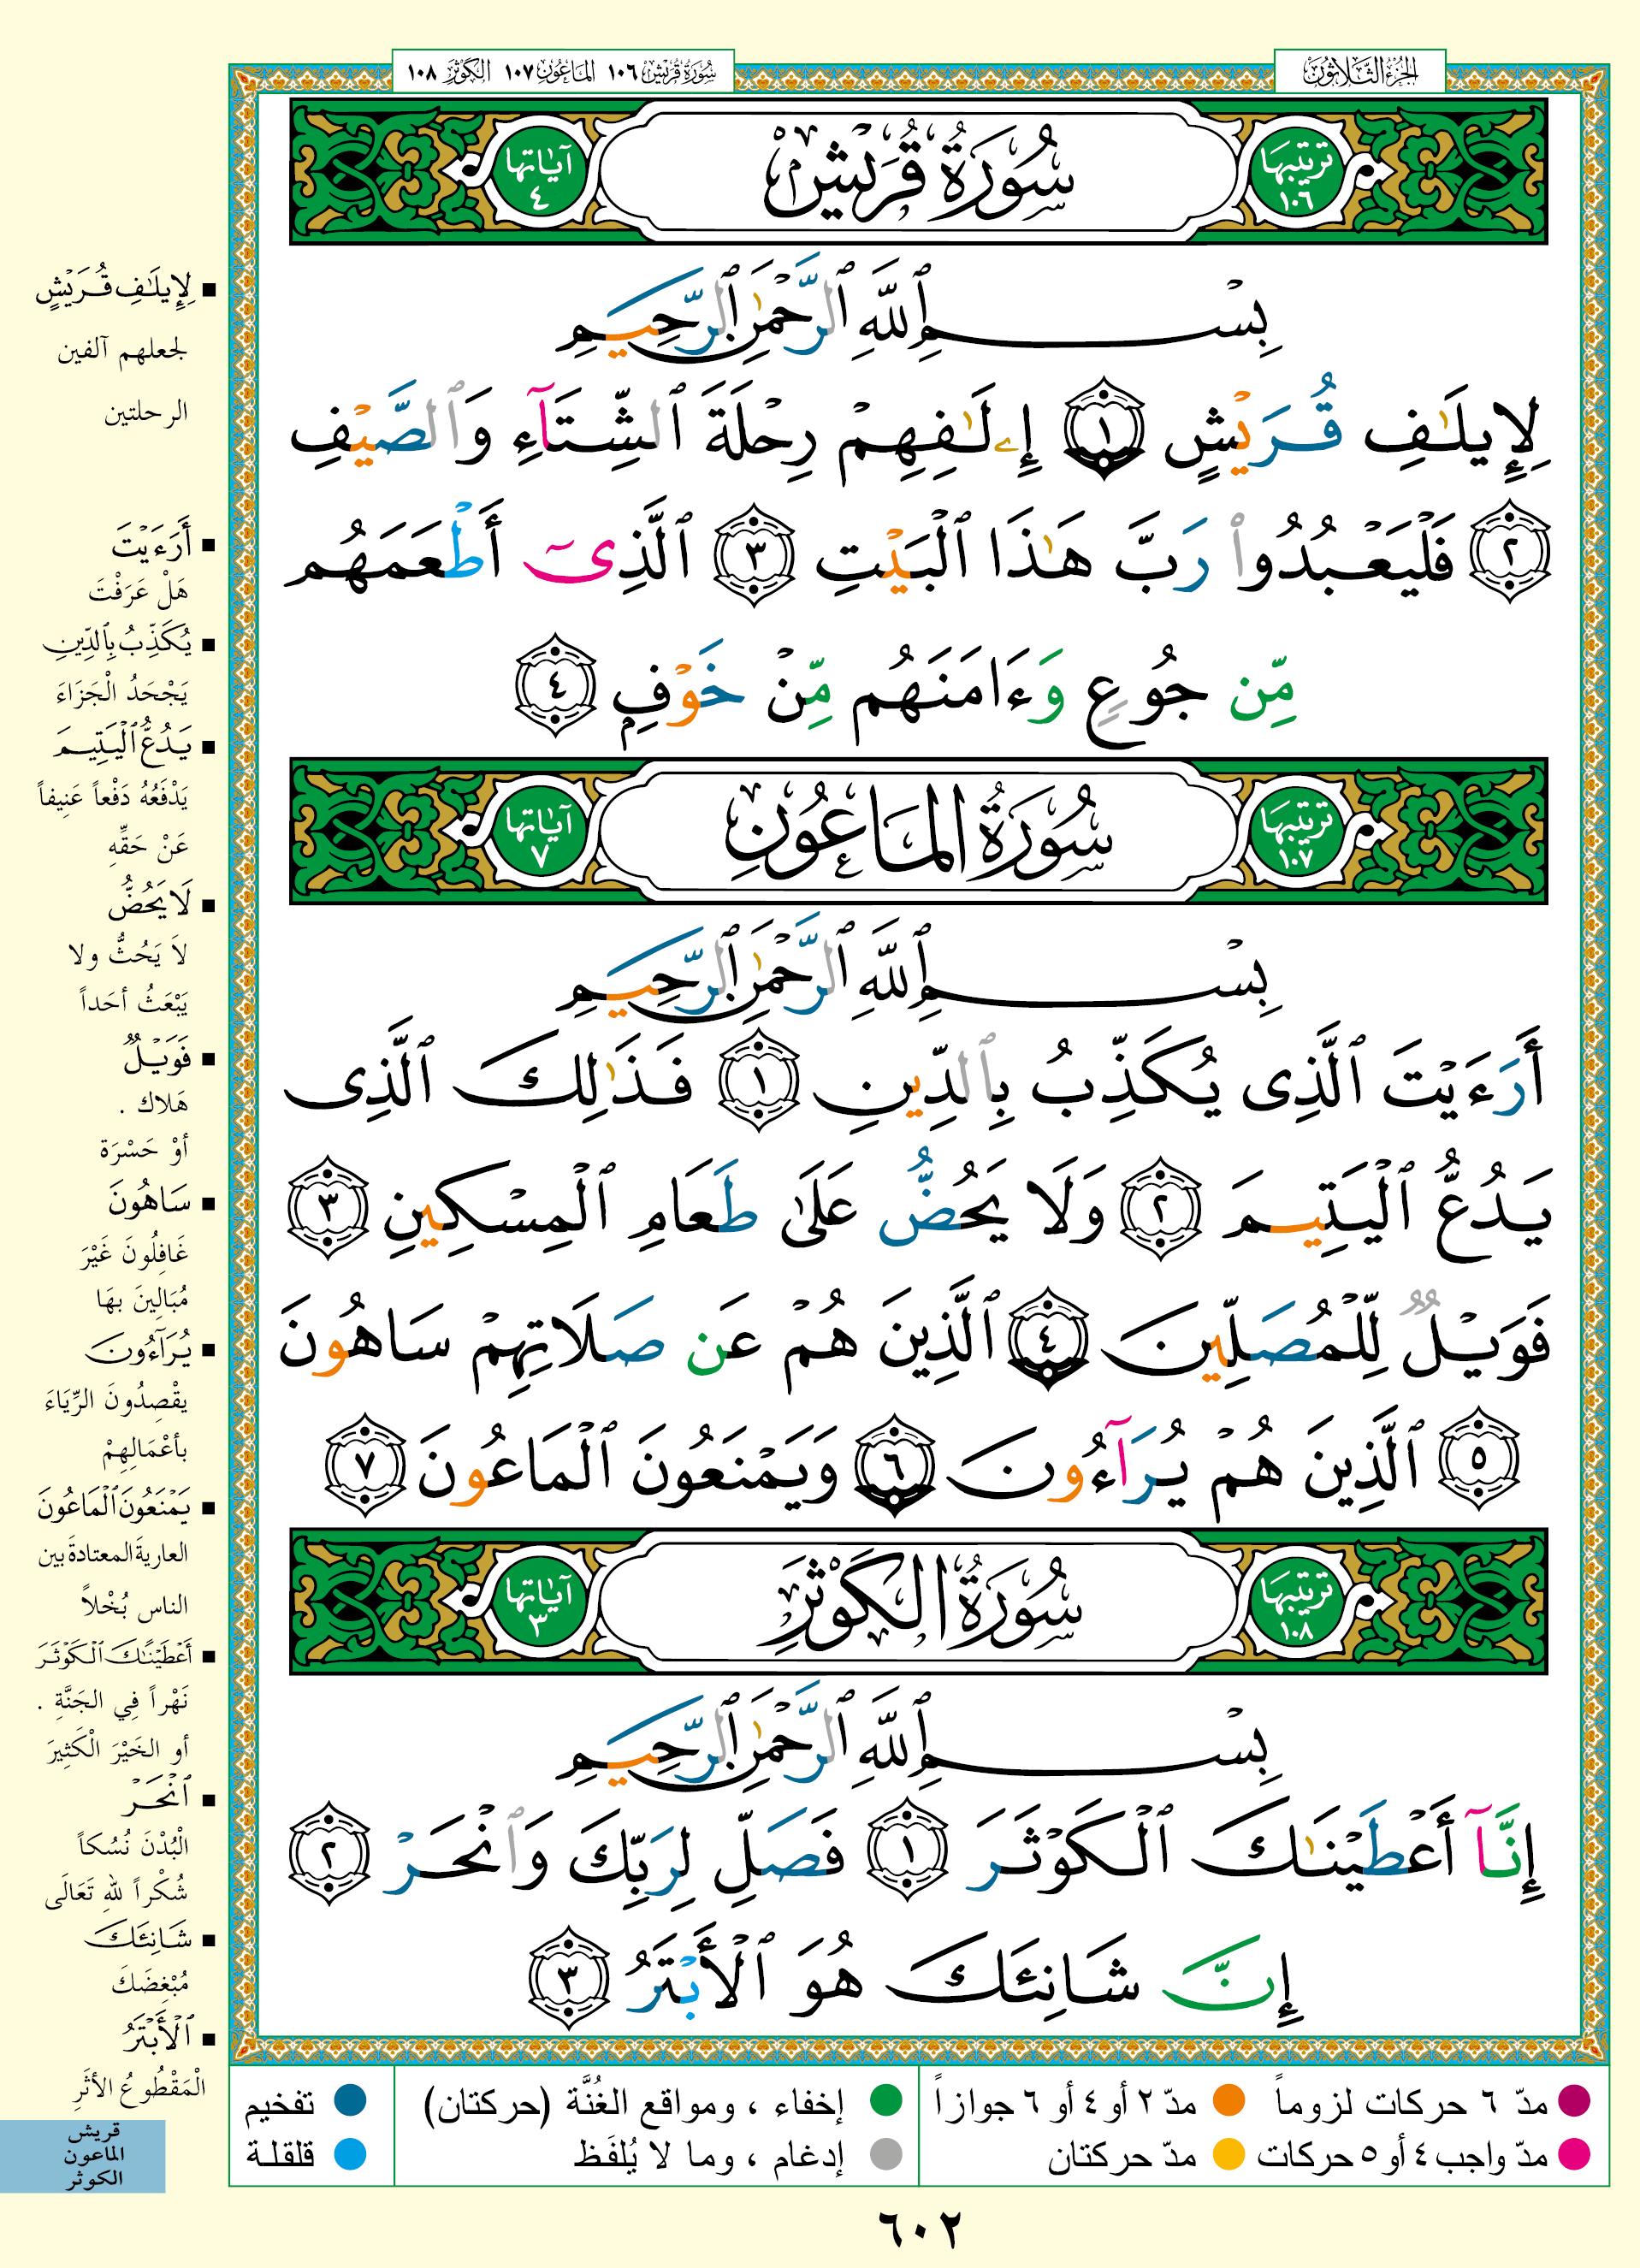 الجزء الثلاثون
سورة قريش ١٠٦ الماعون ١٠٧ الكوثر ١٠٨
ترتيبها ١٠٦
سُورَةُ قُرَيْشٍ
آياتها ٤
بِسْمِ ٱللَّهِ ٱلرَّحْمَٰنِ ٱلرَّحِيمِ
لِإِيلَٰفِ قُرَيْشٍ ١ إِۦلَٰفِهِمْ رِحْلَةَ ٱلشِّتَآءِ وَٱلصَّيْفِ
٢ فَلْيَعْبُدُوا۟ رَبَّ هَٰذَا ٱلْبَيْتِ ٣ ٱلَّذِىٓ أَطْعَمَهُم
مِّن جُوعٍ وَءَامَنَهُم مِّنْ خَوْفٍۭ ٤
ترتيبها ١٠٧
سُورَةُ المَاعُونِ
آياتها ٧
بِسْمِ ٱللَّهِ ٱلرَّحْمَٰنِ ٱلرَّحِيمِ
أَرَءَيْتَ ٱلَّذِى يُكَذِّبُ بِٱلدِّينِ ١ فَذَٰلِكَ ٱلَّذِى
يَدُعُّ ٱلْيَتِيمَ ٢ وَلَا يَحُضُّ عَلَىٰ طَعَامِ ٱلْمِسْكِينِ ٣
فَوَيْلٌ لِّلْمُصَلِّينَ ٤ ٱلَّذِينَ هُمْ عَن صَلَاتِهِمْ سَاهُونَ
٥ ٱلَّذِينَ هُمْ يُرَآءُونَ ٦ وَيَمْنَعُونَ ٱلْمَاعُونَ ٧
ترتيبها ١٠٨
سُورَةُ الكَوْثَرِ
آياتها ٣
بِسْمِ ٱللَّهِ ٱلرَّحْمَٰنِ ٱلرَّحِيمِ
إِنَّآ أَعْطَيْنَٰكَ ٱلْكَوْثَرَ ١ فَصَلِّ لِرَبِّكَ وَٱنْحَرْ ٢
إِنَّ شَانِئَكَ هُوَ ٱلْأَبْتَرُ ٣
▪ لِإِيلَٰفِ قُرَيْشٍ
لجعلهم آلفين
الرحلتين
▪ أَرَءَيْتَ
هَلْ عَرَفْتَ
▪ يُكَذِّبُ بِٱلدِّينِ
يَجْحَدُ الْجَزَاءَ
▪ يَدُعُّ ٱلْيَتِيمَ
يَدْفَعُهُ دَفْعاً عَنِيفاً
عَنْ حَقِّهِ
▪ لَا يَحُضُّ
لاَ يَحُثُّ ولا
يَبْعَثُ أحَداً
▪ فَوَيْلٌ
هَلاك .
أوْ حَسْرَة
▪ سَاهُونَ
غَافِلُونَ غَيْرَ
مُبَالِينَ بهَا
▪ يُرَآءُونَ
يقْصِدُونَ الرِّيَاءَ
بأعْمَالِهِمْ
▪ يَمْنَعُونَ ٱلْمَاعُونَ
العارية المعتادة بين
الناس بُخْلاً
▪ أَعْطَيْنَٰكَ ٱلْكَوْثَرَ
نَهْراً فِي الجَنَّةِ .
أو الخَيْرَ الْكَثِيرَ
▪ ٱنْحَرْ
الْبُدْنَ نُسُكاً
شُكْراً للهِ تَعَالَى
▪ شَانِئَكَ
مُبْغِضَكَ
▪ ٱلْأَبْتَرُ
الْمَقْطُوعُ الأثَرِ
قريش
الماعون
الكوثر
مدّ ٦ حركات لزوماً مدّ ٢ أو ٤ أو ٦ جوازاً إخفاء ، ومواقع الغُنَّة (حركتان) تفخيم
مدّ واجب ٤ أو ٥ حركات مدّ حركتان إدغام ، وما لا يُلفَظ قلقلة
٦٠٢